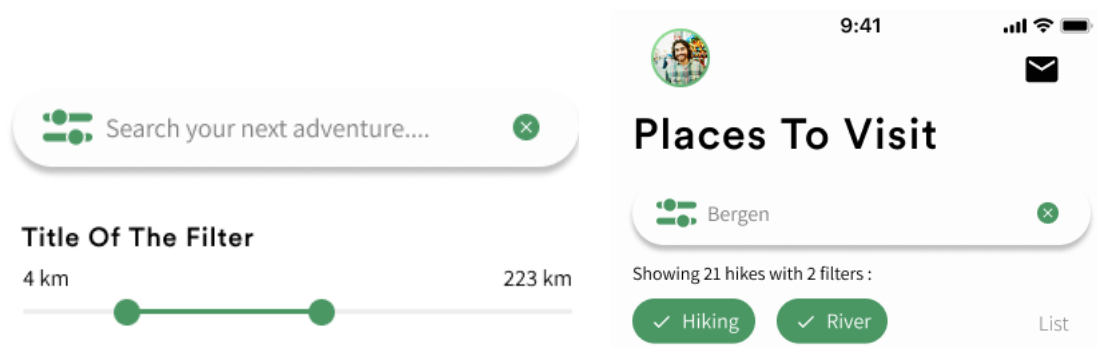 Search your next adventure....
Title Of The Filter
4 km 223 km
9:41
Places To Visit
Bergen
Showing 21 hikes with 2 filters :
Hiking River List